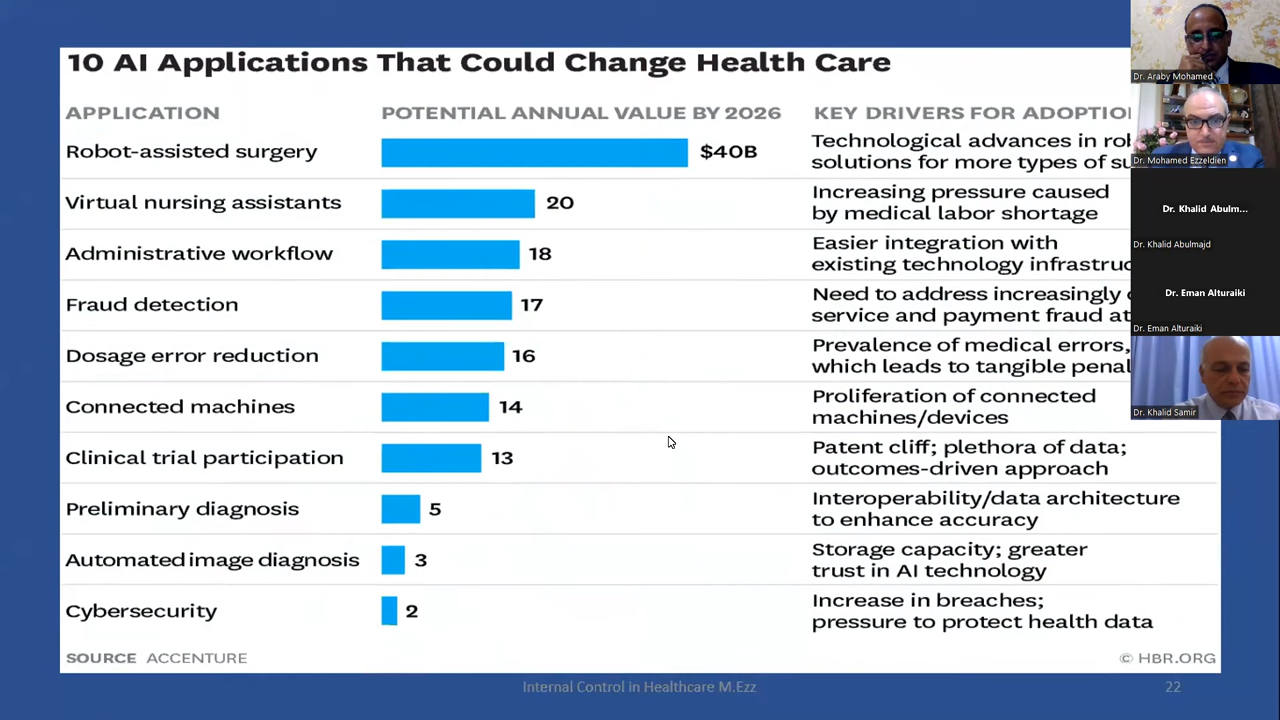 10 AI Applications That Could Change Health Care
APPLICATION POTENTIAL ANNUAL VALUE BY 2026 KEY DRIVERS FOR ADOPTION
Robot-assisted surgery $40B Technological advances in
solutions for more types of
Virtual nursing assistants 20 Increasing pressure caused
by medical labor shortage
Administrative workflow 18 Easier integration with
existing technology
Fraud detection 17 Need to address increasingly
service and payment fraud
Dosage error reduction 16 Prevalence of medical errors,
which leads to tangible
Connected machines 14 Proliferation of connected
machines/devices
Clinical trial participation 13 Patent cliff; plethora of data;
outcomes-driven approach
Preliminary diagnosis 5 Interoperability/data architecture
to enhance accuracy
Automated image diagnosis 3 Storage capacity; greater
trust in AI technology
Cybersecurity 2 Increase in breaches;
pressure to protect health data
SOURCE ACCENTURE © HBR.ORG
Internal Control in Healthcare M.Ezz 22
Dr. Araby Mohamed
Dr. Mohamed Ezzeldien
Dr. Khalid Abulm...
Dr. Khalid Abulmajd
Dr. Eman Alturaiki
Dr. Eman Alturaiki
Dr. Khalid Samir